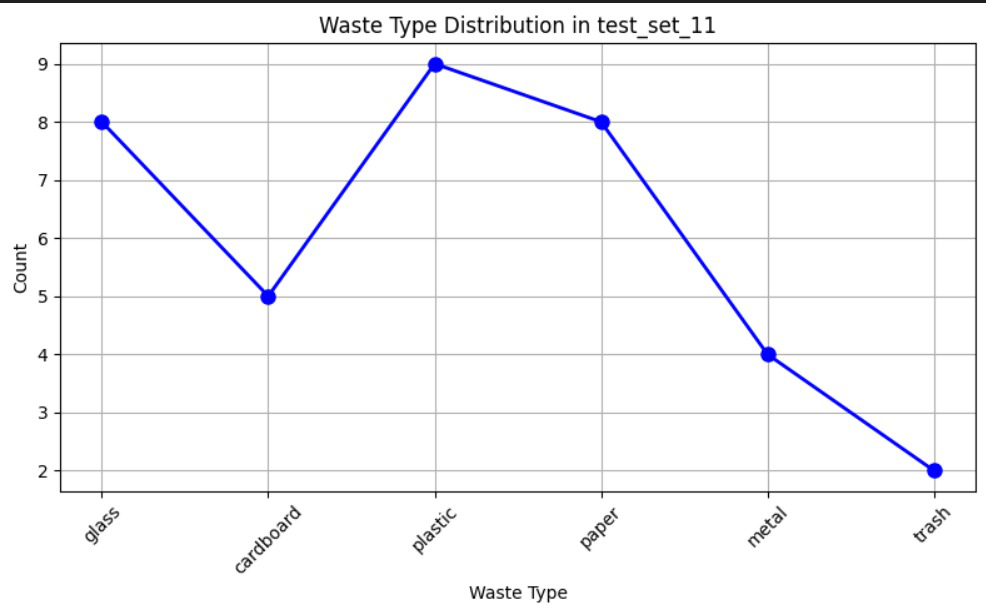 Waste Type Distribution in test_set_11
Count
9
8
7
6
5
4
3
2
glass
cardboard
plastic
paper
metal
trash
Waste Type